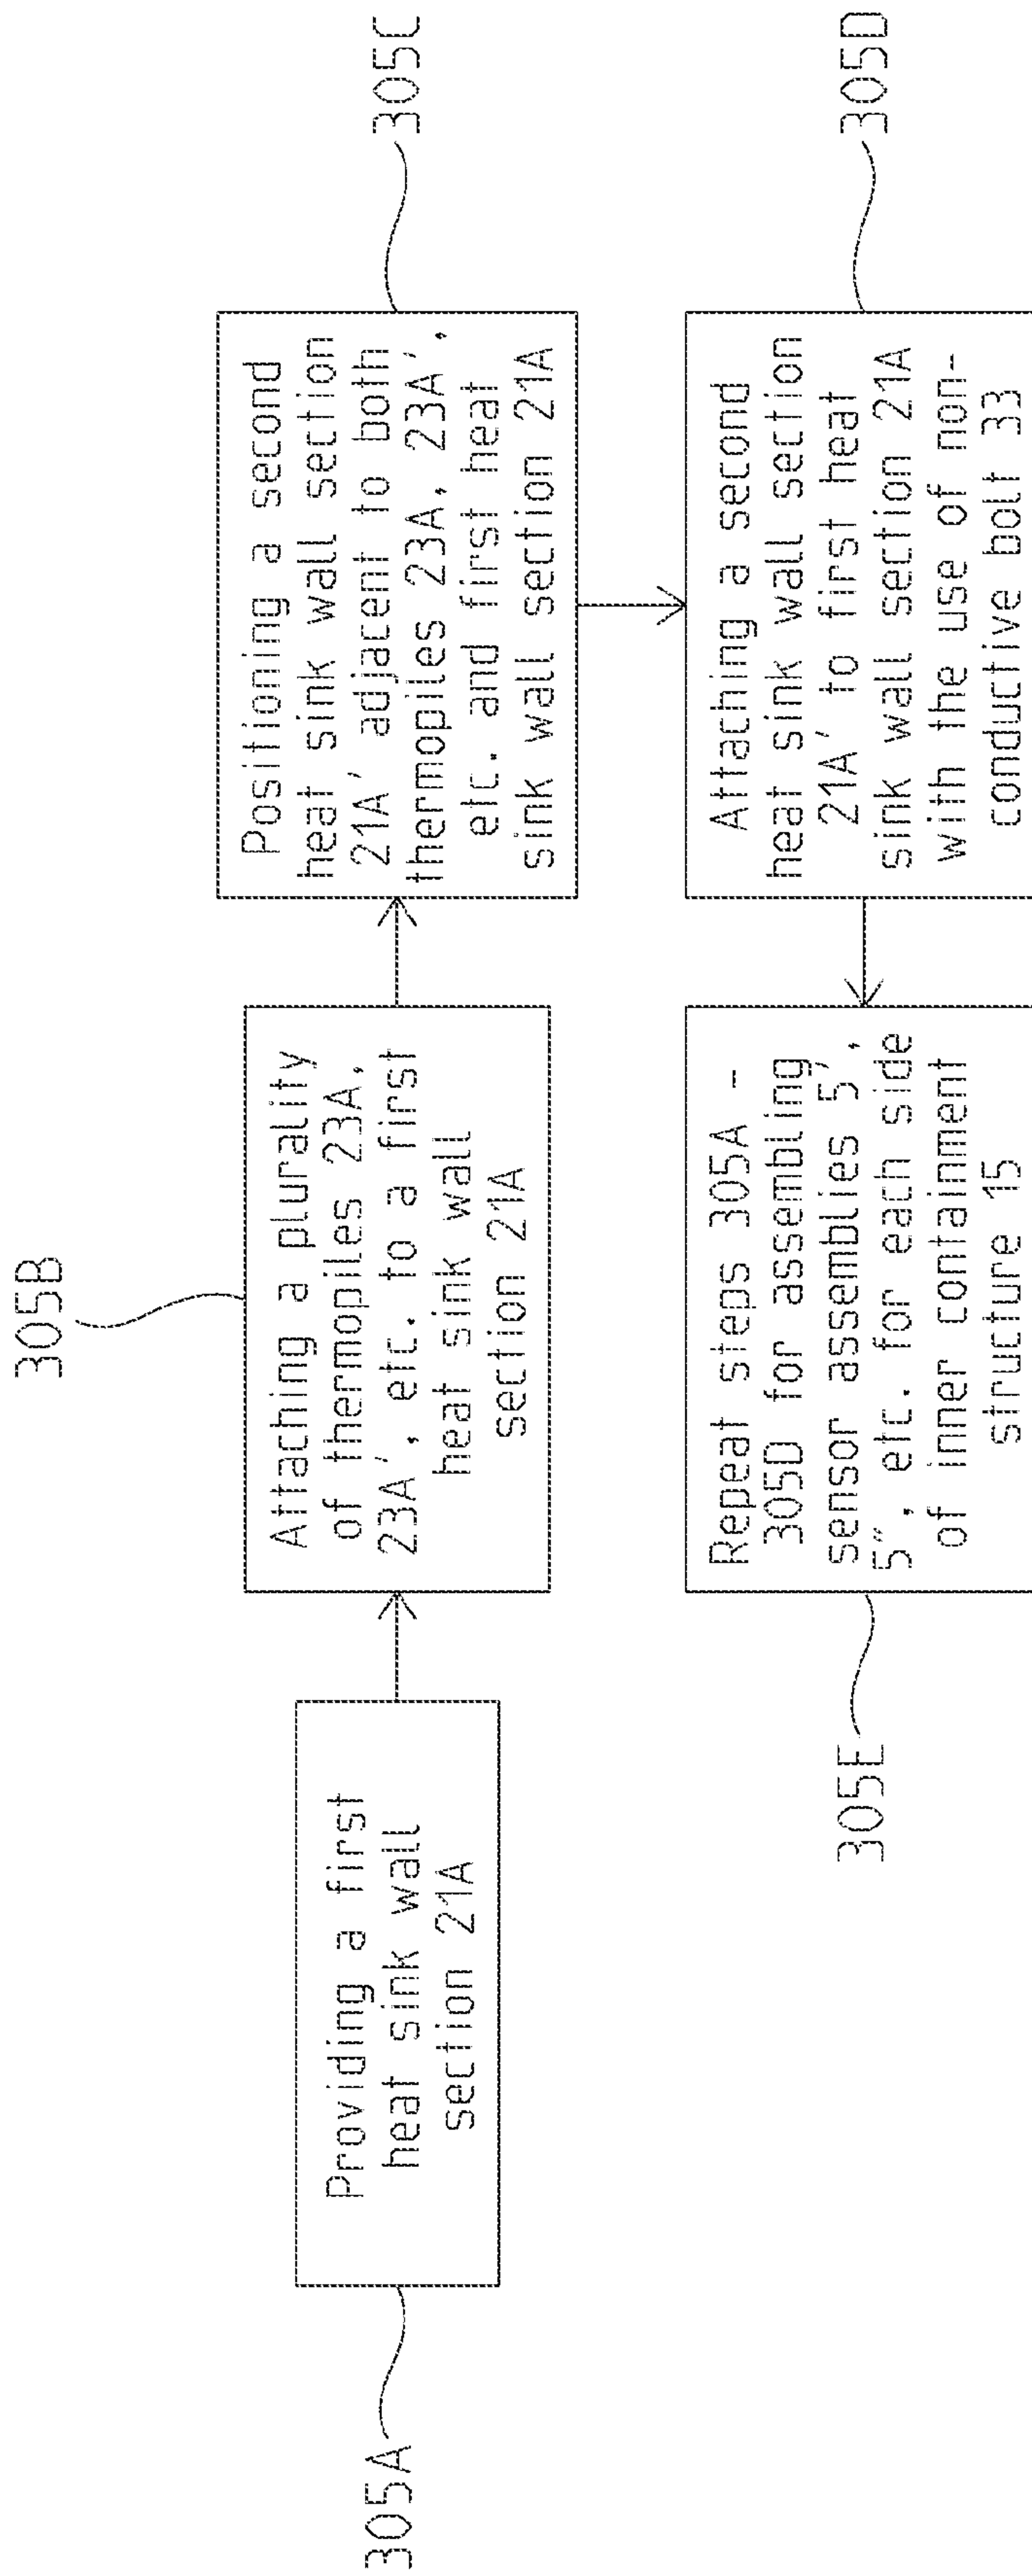 305A
Providing a first
heat sink wall
section 21A
305B
Attaching a plurality
of thermopiles 23A,
23A', etc. to a first
heat sink wall
section 21A
305C
Positioning a second
heat sink wall section
21A' adjacent to both
thermopiles 23A, 23A',
etc. and first heat
sink wall section 21A
305D
Attaching a second
heat sink wall section
21A' to first heat
sink wall section 21A
with the use of non-
conductive bolt 33
305E
Repeat steps 305A -
305D for assembling
sensor assemblies 5',
5", etc. for each side
of inner containment
structure 15